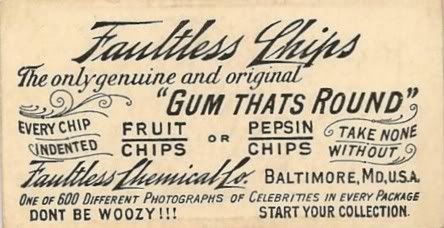 Faultless Chips
The only genuine and original
"GUM THATS ROUND"
EVERY CHIP INDENTED
FRUIT CHIPS OR PEPSIN CHIPS
TAKE NONE WITHOUT
Faultless Chemical Co. BALTIMORE, MD, U.S.A.
ONE OF 600 DIFFERENT PHOTOGRAPHS OF CELEBRITIES IN EVERY PACKAGE
DONT BE WOOZY!!! START YOUR COLLECTION.